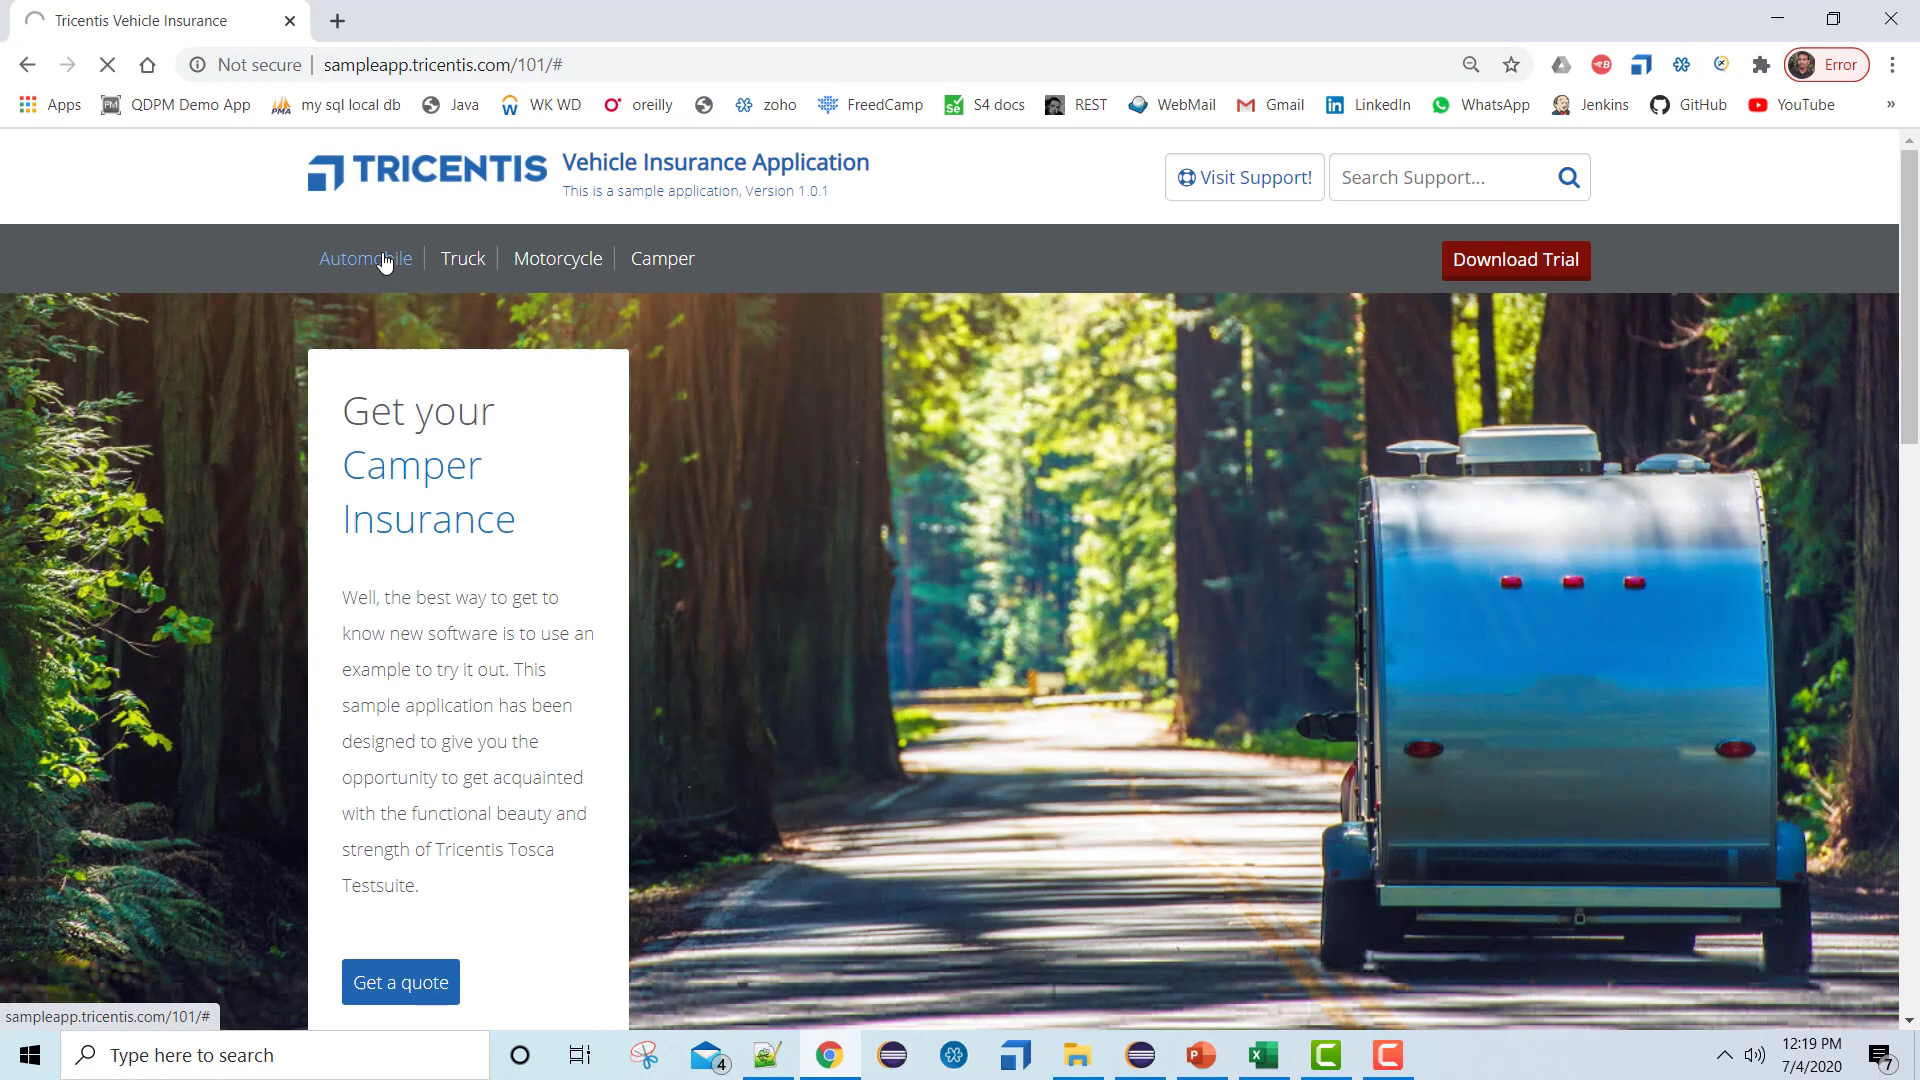 Tricentis Vehicle Insurance
Not secure | sampleapp.tricentis.com/101/#
Error
Apps QDPM Demo App my sql local db Java WK WD oreilly zoho FreedCamp S4 docs REST WebMail Gmail LinkedIn WhatsApp Jenkins GitHub YouTube »
TRICENTIS Vehicle Insurance Application
This is a sample application, Version 1.0.1
Visit Support! Search Support...
Automobile Truck Motorcycle Camper Download Trial
Get your
Camper
Insurance
Well, the best way to get to
know new software is to use an
example to try it out. This
sample application has been
designed to give you the
opportunity to get acquainted
with the functional beauty and
strength of Tricentis Tosca
Testsuite.
Get a quote
sampleapp.tricentis.com/101/#
Type here to search
4
12:19 PM
7/4/2020
7